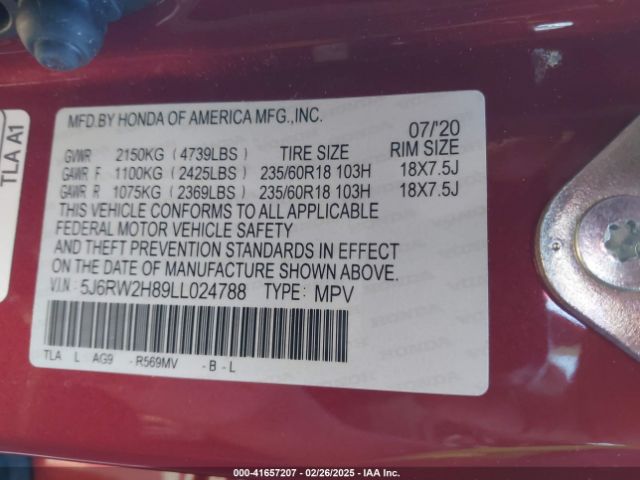 TLA A1
MFD.BY HONDA OF AMERICA MFG.,INC.
07/'20
GVWR 2150KG (4739LBS) TIRE SIZE RIM SIZE
GAWR F 1100KG (2425LBS) 235/60R18 103H 18X7.5J
GAWR R 1075KG (2369LBS) 235/60R18 103H 18X7.5J
THIS VEHICLE CONFORMS TO ALL APPLICABLE
FEDERAL MOTOR VEHICLE SAFETY
AND THEFT PREVENTION STANDARDS IN EFFECT
ON THE DATE OF MANUFACTURE SHOWN ABOVE.
V.I.N: 5J6RW2H89LL024788 TYPE: MPV
TLA L AG9 - R569MV - B - L
000-41657207 | 02/26/2025 | IAA Inc.